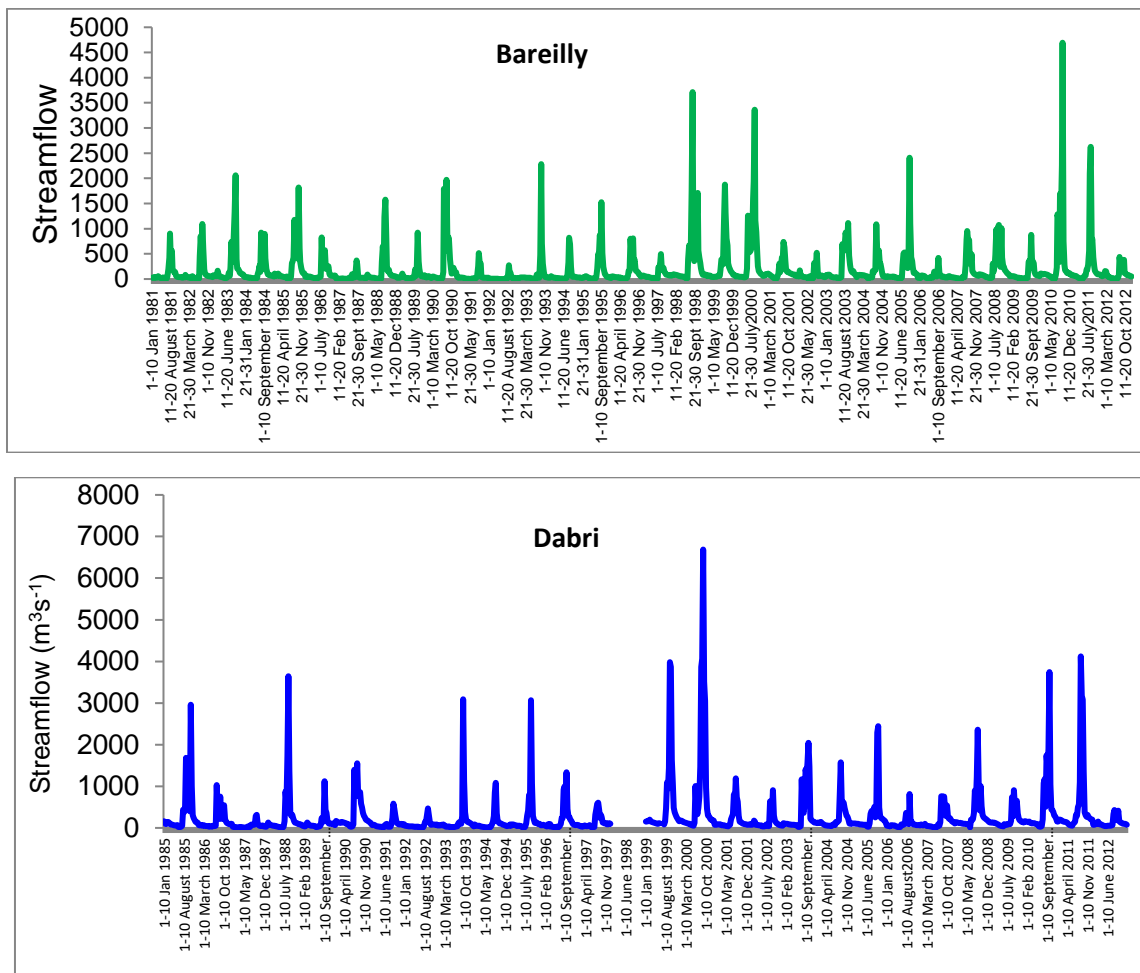 Bareilly
Streamflow
5000
4500
4000
3500
3000
2500
2000
1500
1000
500
0
1-10 Jan 1981
11-20 August 1981
21-30 March 1982
1-10 Nov 1982
11-20 June 1983
21-31 Jan 1984
1-10 September 1984
11-20 April 1985
21-30 Nov 1985
1-10 July 1986
11-20 Feb 1987
21-30 Sept 1987
1-10 May 1988
11-20 Dec1988
21-30 July 1989
1-10 March 1990
11-20 Oct 1990
21-30 May 1991
1-10 Jan 1992
11-20 August 1992
21-30 March 1993
1-10 Nov 1993
11-20 June 1994
21-31 Jan 1995
1-10 September 1995
11-20 April 1996
21-30 Nov 1996
1-10 July 1997
11-20 Feb 1998
21-30 Sept 1998
1-10 May 1999
11-20 Dec1999
21-30 July2000
1-10 March 2001
11-20 Oct 2001
21-30 May 2002
1-10 Jan 2003
11-20 August 2003
21-30 March 2004
1-10 Nov 2004
11-20 June 2005
21-31 Jan 2006
1-10 September 2006
11-20 April 2007
21-30 Nov 2007
1-10 July 2008
11-20 Feb 2009
21-30 Sept 2009
1-10 May 2010
11-20 Dec 2010
21-30 July2011
1-10 March 2012
11-20 Oct 2012
Dabri
Streamflow (m³s⁻¹)
8000
7000
6000
5000
4000
3000
2000
1000
0
1-10 Jan 1985
1-10 August 1985
1-10 March 1986
1-10 Oct 1986
1-10 May 1987
1-10 Dec 1987
1-10 July 1988
1-10 Feb 1989
1-10 September...
1-10 April 1990
1-10 Nov 1990
1-10 June 1991
1-10 Jan 1992
1-10 August 1992
1-10 March 1993
1-10 Oct 1993
1-10 May 1994
1-10 Dec 1994
1-10 July 1995
1-10 Feb 1996
1-10 September...
1-10 April 1997
1-10 Nov 1997
1-10 June 1998
1-10 Jan 1999
1-10 August 1999
1-10 March 2000
1-10 Oct 2000
1-10 May 2001
1-10 Dec 2001
1-10 July 2002
1-10 Feb 2003
1-10 September...
1-10 April 2004
1-10 Nov 2004
1-10 June 2005
1-10 Jan 2006
1-10 August2006
1-10 March 2007
1-10 Oct 2007
1-10 May 2008
1-10 Dec 2008
1-10 July 2009
1-10 Feb 2010
1-10 September...
1-10 April 2011
1-10 Nov 2011
1-10 June 2012